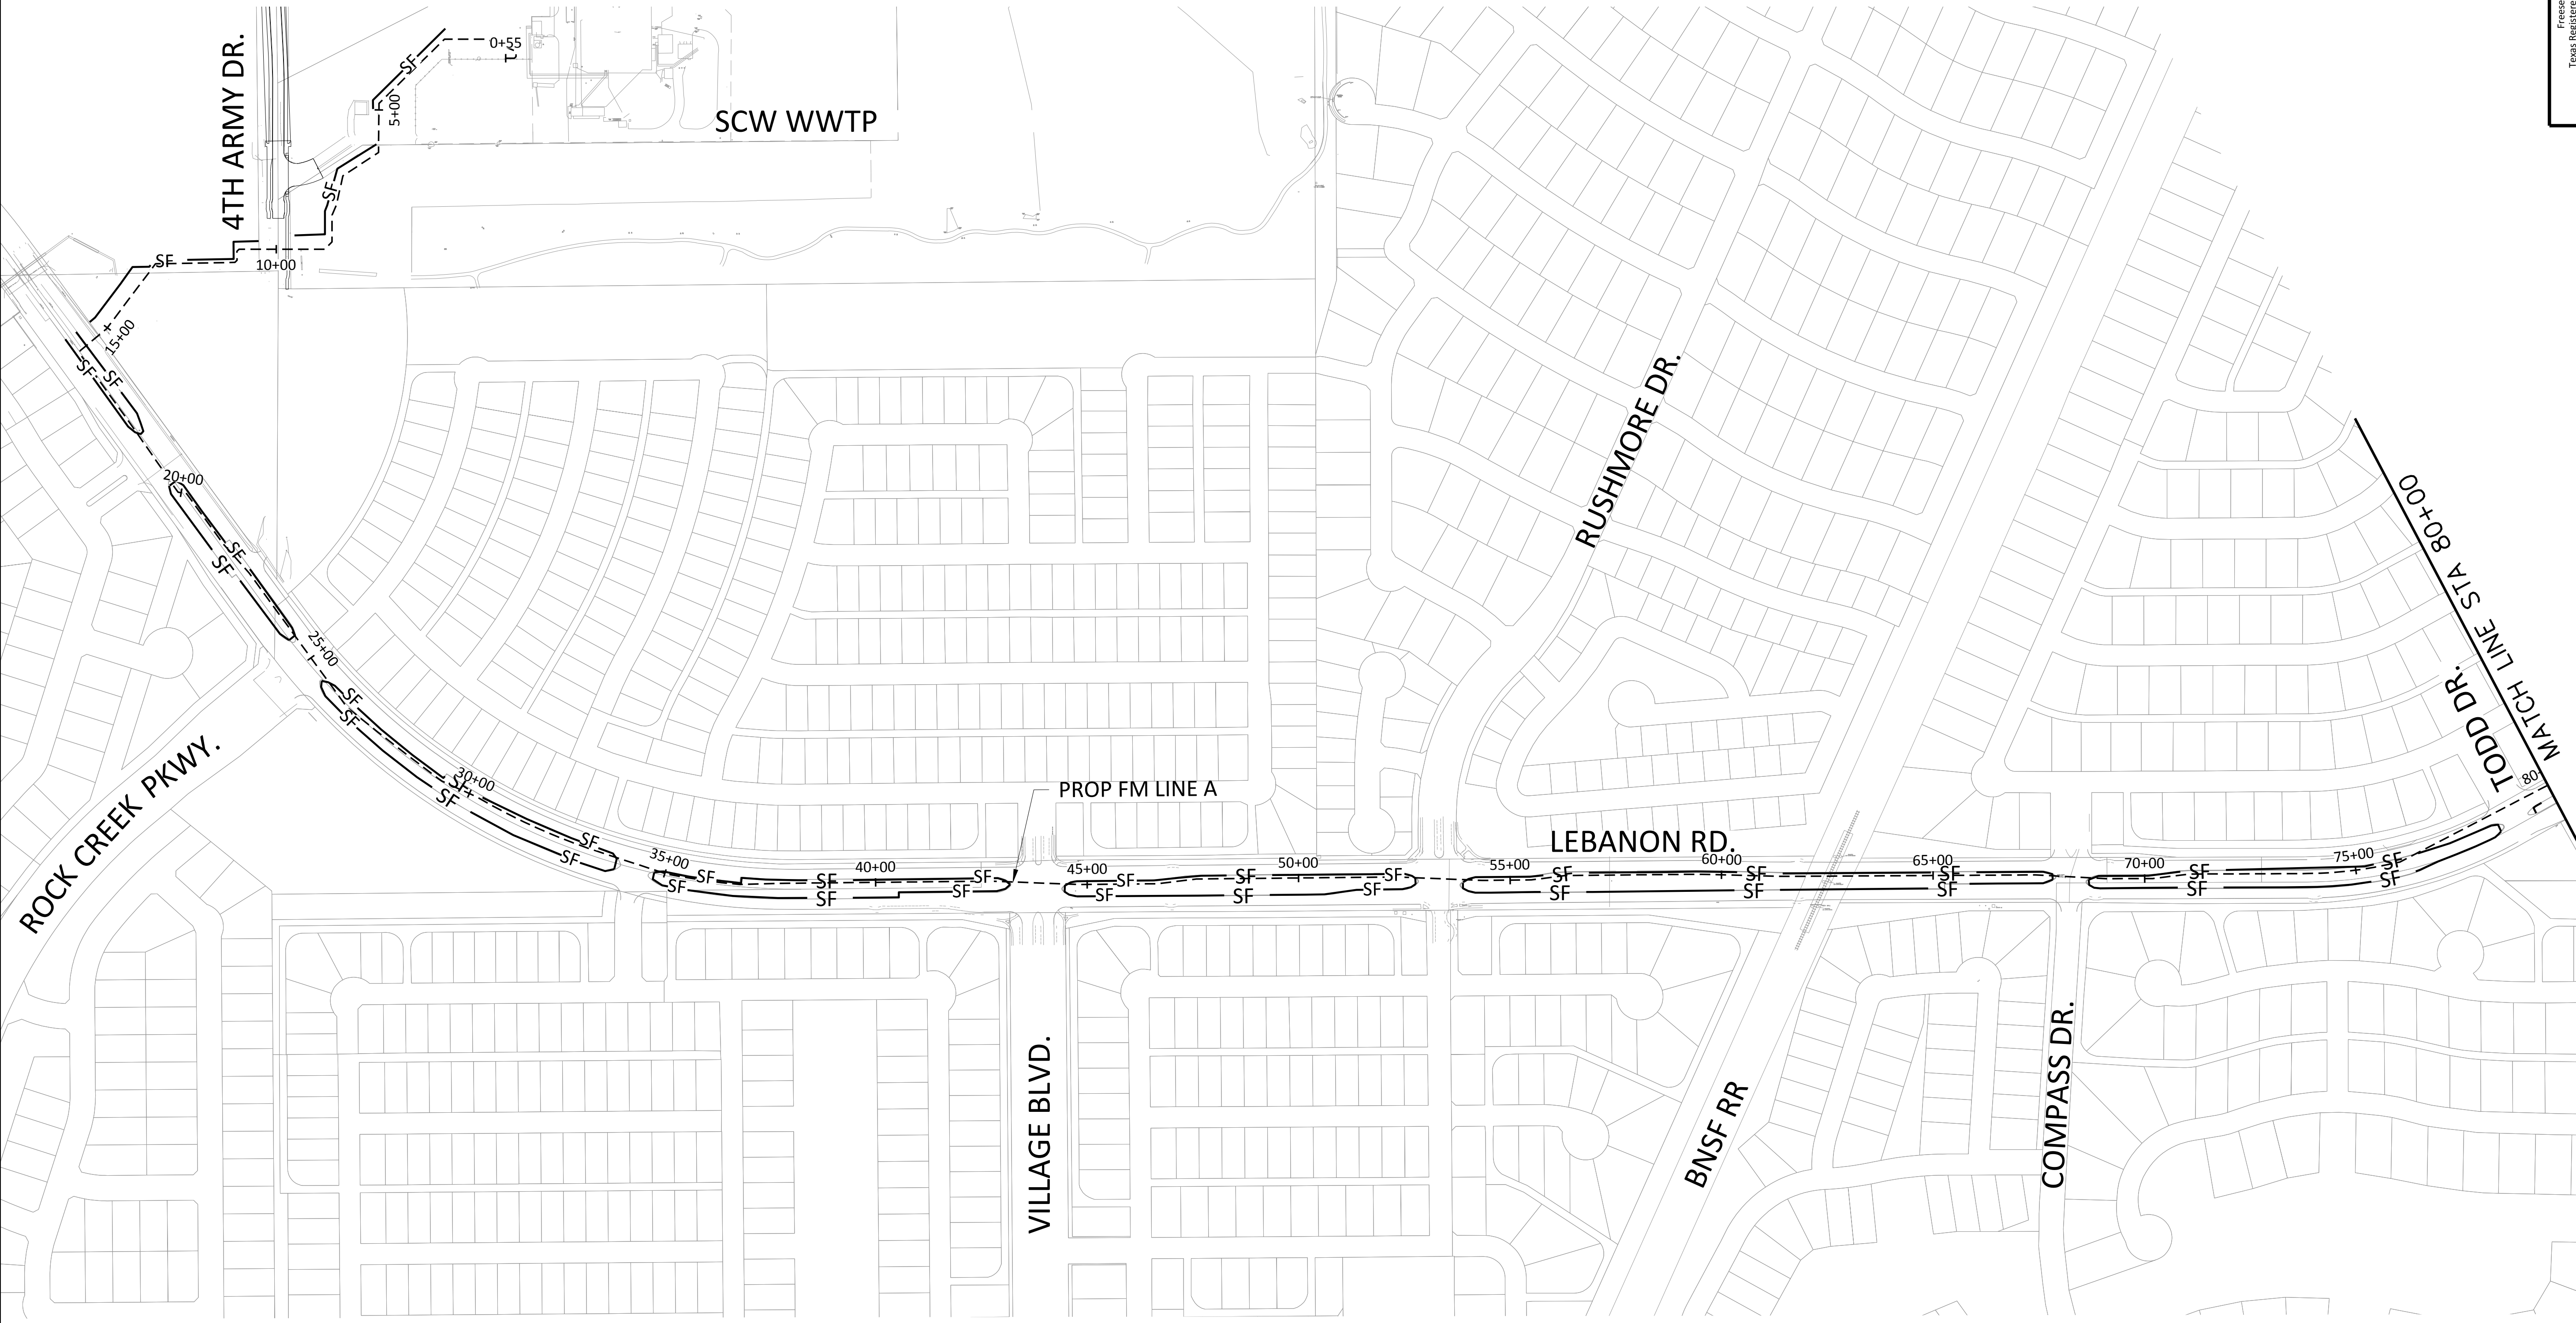 Freese
Texas Registere
4TH ARMY DR.
SF
0+55
5+00
SCW WWTP
SF
SF
10+00
15+00
SF
SF
20+00
SF
SF
25+00
RUSHMORE DR.
MATCH LINE STA 80+00
TODD DR.
80
SF
SF
ROCK CREEK PKWY.
30+00
SF
SF
PROP FM LINE A
LEBANON RD.
SF
SF
35+00
SF
SF
40+00
SF
SF
SF
SF
45+00
SF
SF
50+00
SF
SF
SF
SF
55+00
SF
SF
60+00
SF
SF
65+00
SF
SF
70+00
SF
SF
75+00
SF
SF
VILLAGE BLVD.
BNSF RR
COMPASS DR.